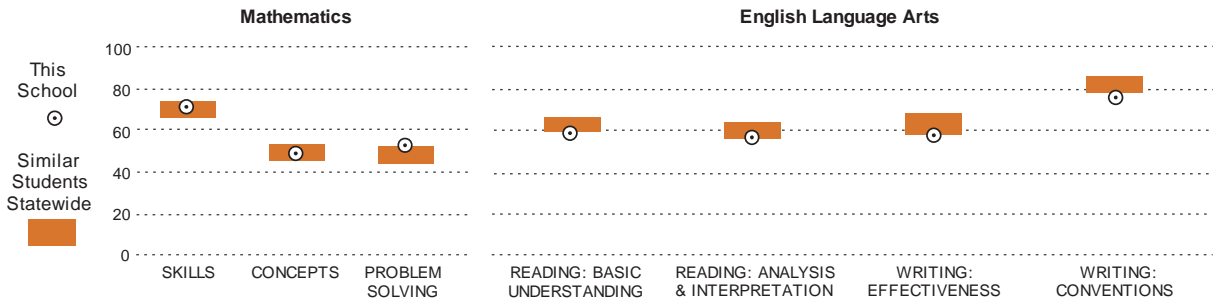 Mathematics
English Language Arts
This
School
Similar
Students
Statewide
100
80
60
40
20
0
SKILLS
CONCEPTS
PROBLEM
SOLVING
READING: BASIC
UNDERSTANDING
READING: ANALYSIS
& INTERPRETATION
WRITING:
EFFECTIVENESS
WRITING:
CONVENTIONS